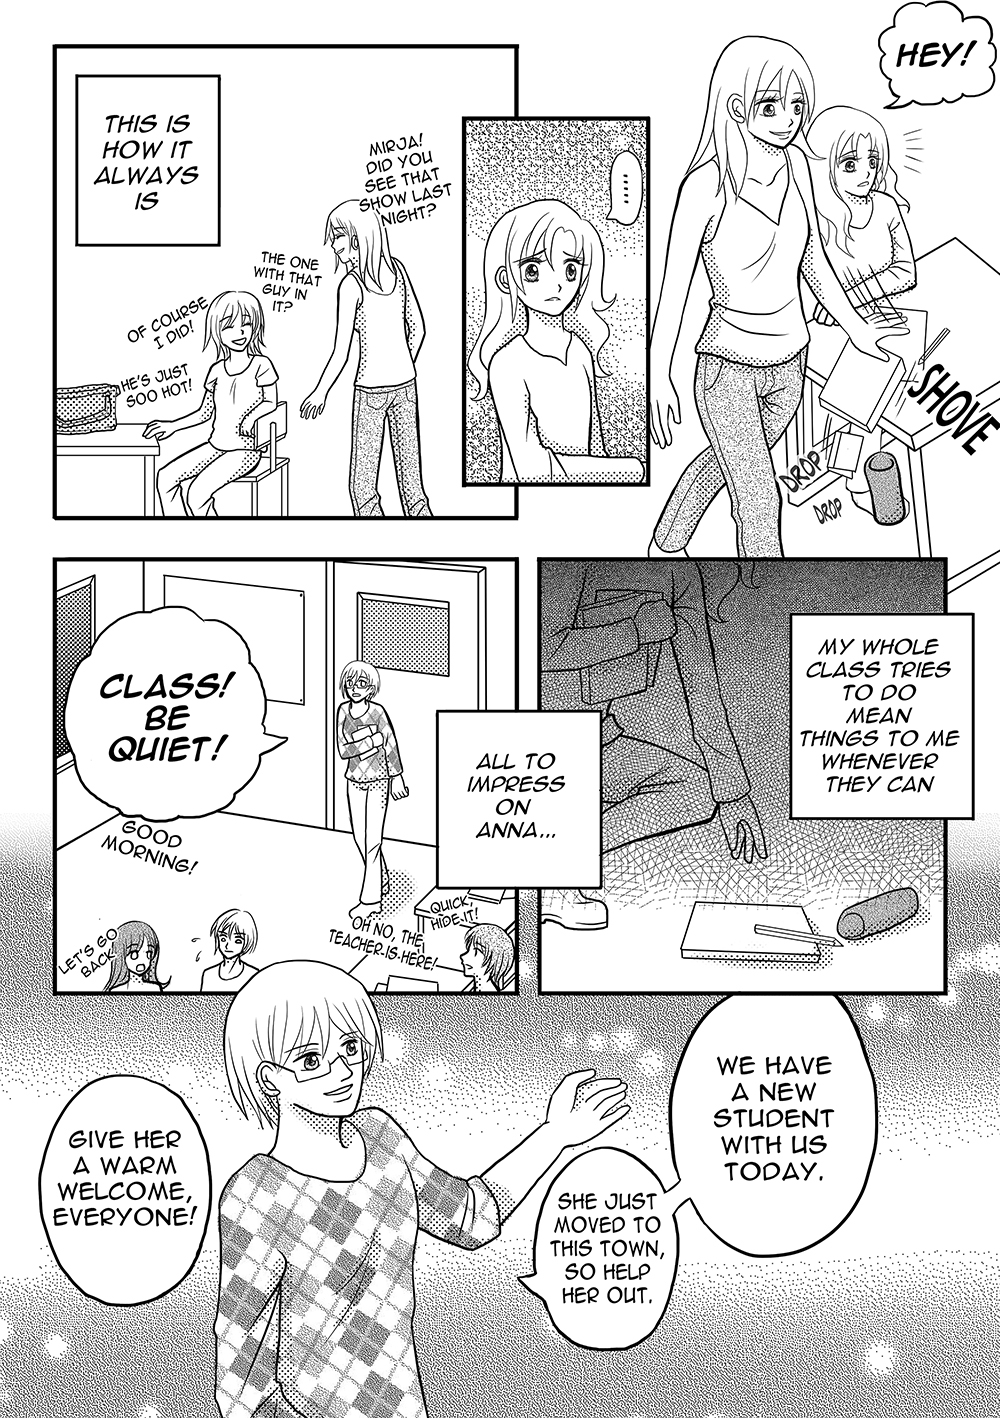 THIS IS
HOW IT
ALWAYS
IS
MIRJA!
DID YOU
SEE THAT
SHOW LAST
NIGHT?
THE ONE
WITH THAT
GUY IN
IT?
OF COURSE
I DID!
HE'S JUST
SOO HOT!
......
HEY!
SHOVE
DROP
DROP
CLASS!
BE
QUIET!
GOOD
MORNING!
LET'S GO
BACK
OH NO, THE
TEACHER IS HERE!
QUICK,
HIDE IT!
ALL TO
IMPRESS
ON
ANNA...
MY WHOLE
CLASS TRIES
TO DO
MEAN
THINGS TO ME
WHENEVER
THEY CAN
WE HAVE
A NEW
STUDENT
WITH US
TODAY.
SHE JUST
MOVED TO
THIS TOWN,
SO HELP
HER OUT.
GIVE HER
A WARM
WELCOME,
EVERYONE!